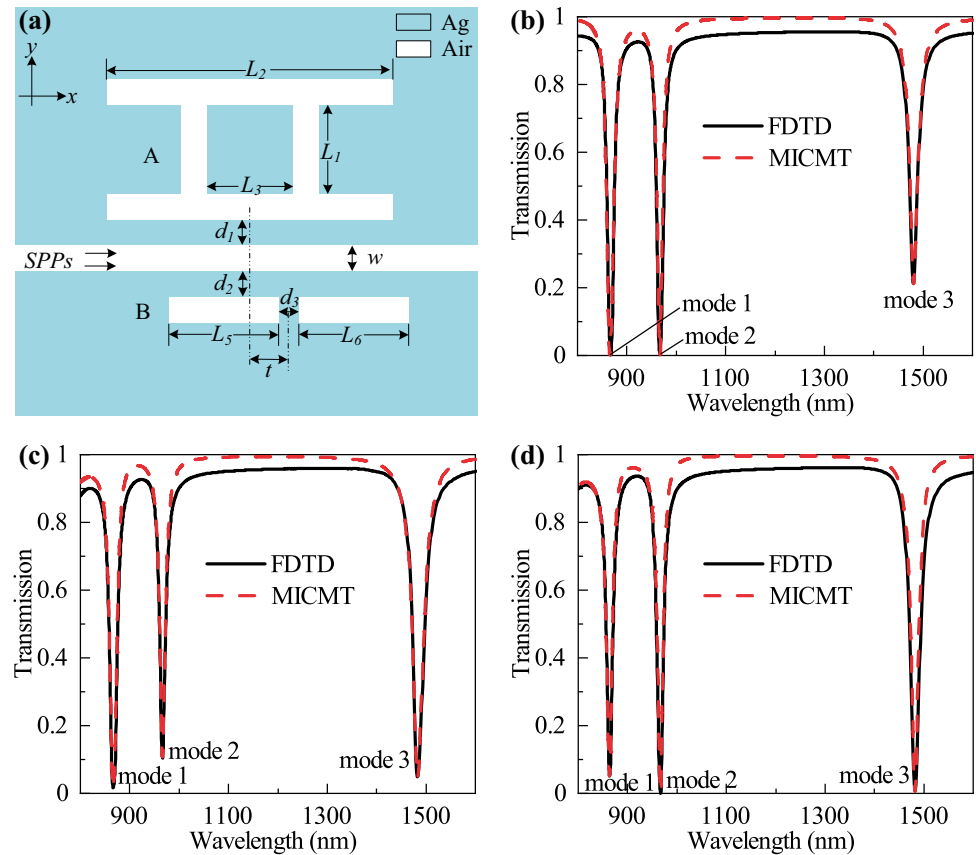 (a)
Ag
Air
y
x
L2
A
L1
L3
d1
SPPs
w
d2
d3
B
L5
L6
t
(b)
1
0.8
0.6
0.4
0.2
0
Transmission
FDTD
MICMT
mode 1
mode 2
mode 3
900
1100
1300
1500
Wavelength (nm)
(c)
1
0.8
0.6
0.4
0.2
0
Transmission
FDTD
MICMT
mode 2
mode 1
mode 3
900
1100
1300
1500
Wavelength (nm)
(d)
1
0.8
0.6
0.4
0.2
0
Transmission
FDTD
MICMT
mode 1
mode 2
mode 3
900
1100
1300
1500
Wavelength (nm)